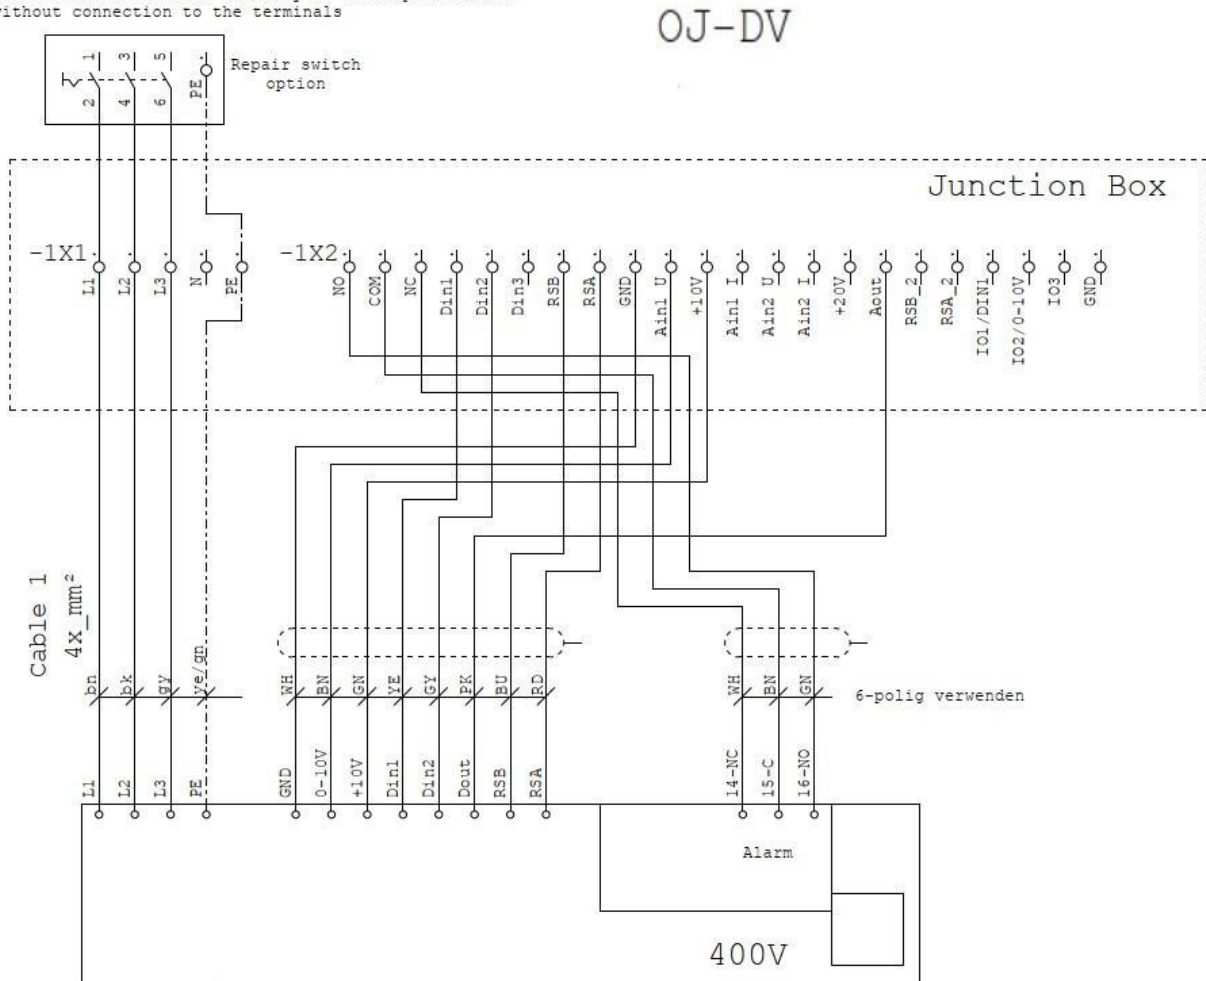 without connection to the terminals
OJ-DV
1 3 5 PE
2 4 6
Repair switch
option
Junction Box
-1X1
L1 L2 L3 N PE
-1X2
NO COM NC Din1 Din2 Din3 RSB RSA GND Ain1 U +10V Ain1 I Ain2 U Ain2 I +20V Aout RSB_2 RSA_2 IO1/DIN1 IO2/0-10V IO3 GND
Cable 1
4x_mm²
bn bk gy ye/gn
WH BN GN YE GY PK BU RD
WH BN GN
6-polig verwenden
L1 L2 L3 PE
GND 0-10V +10V Din1 Din2 Dout RSB RSA
14-NC 15-C 16-NO
Alarm
400V